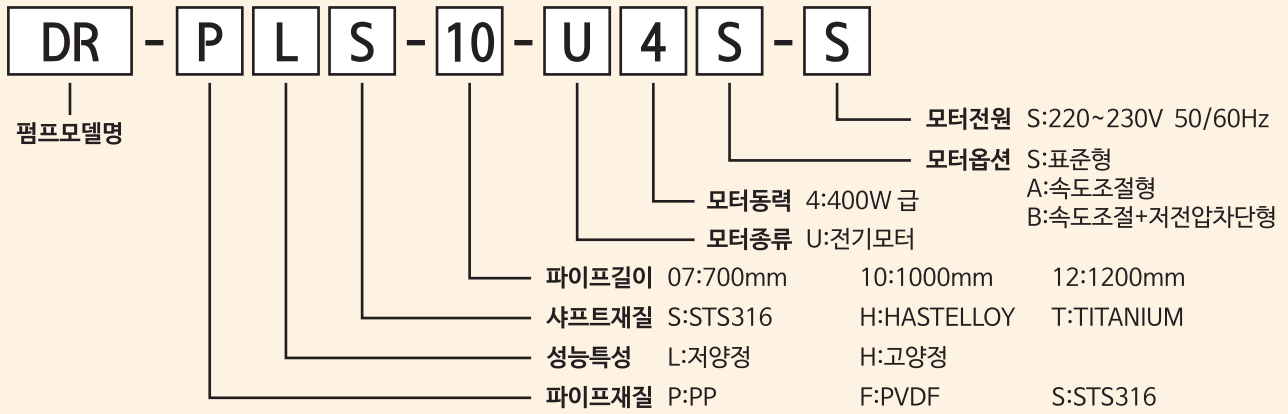 DR - P L S - 10 - U 4 S - S
펌프모델명
모터전원 S:220~230V 50/60Hz
모터옵션 S:표준형
A:속도조절형
B:속도조절+저전압차단형
모터동력 4:400W 급
모터종류 U:전기모터
파이프길이 07:700mm 10:1000mm 12:1200mm
샤프트재질 S:STS316 H:HASTELLOY T:TITANIUM
성능특성 L:저양정 H:고양정
파이프재질 P:PP F:PVDF S:STS316